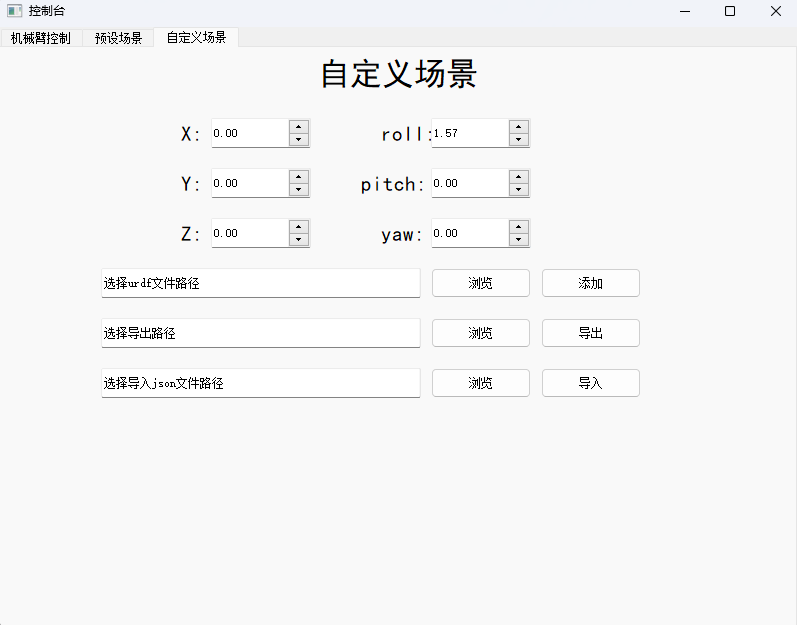 控制台
机械臂控制 预设场景 自定义场景
自定义场景
X: 0.00 roll: 1.57
Y: 0.00 pitch: 0.00
Z: 0.00 yaw: 0.00
选择urdf文件路径 浏览 添加
选择导出路径 浏览 导出
选择导入json文件路径 浏览 导入